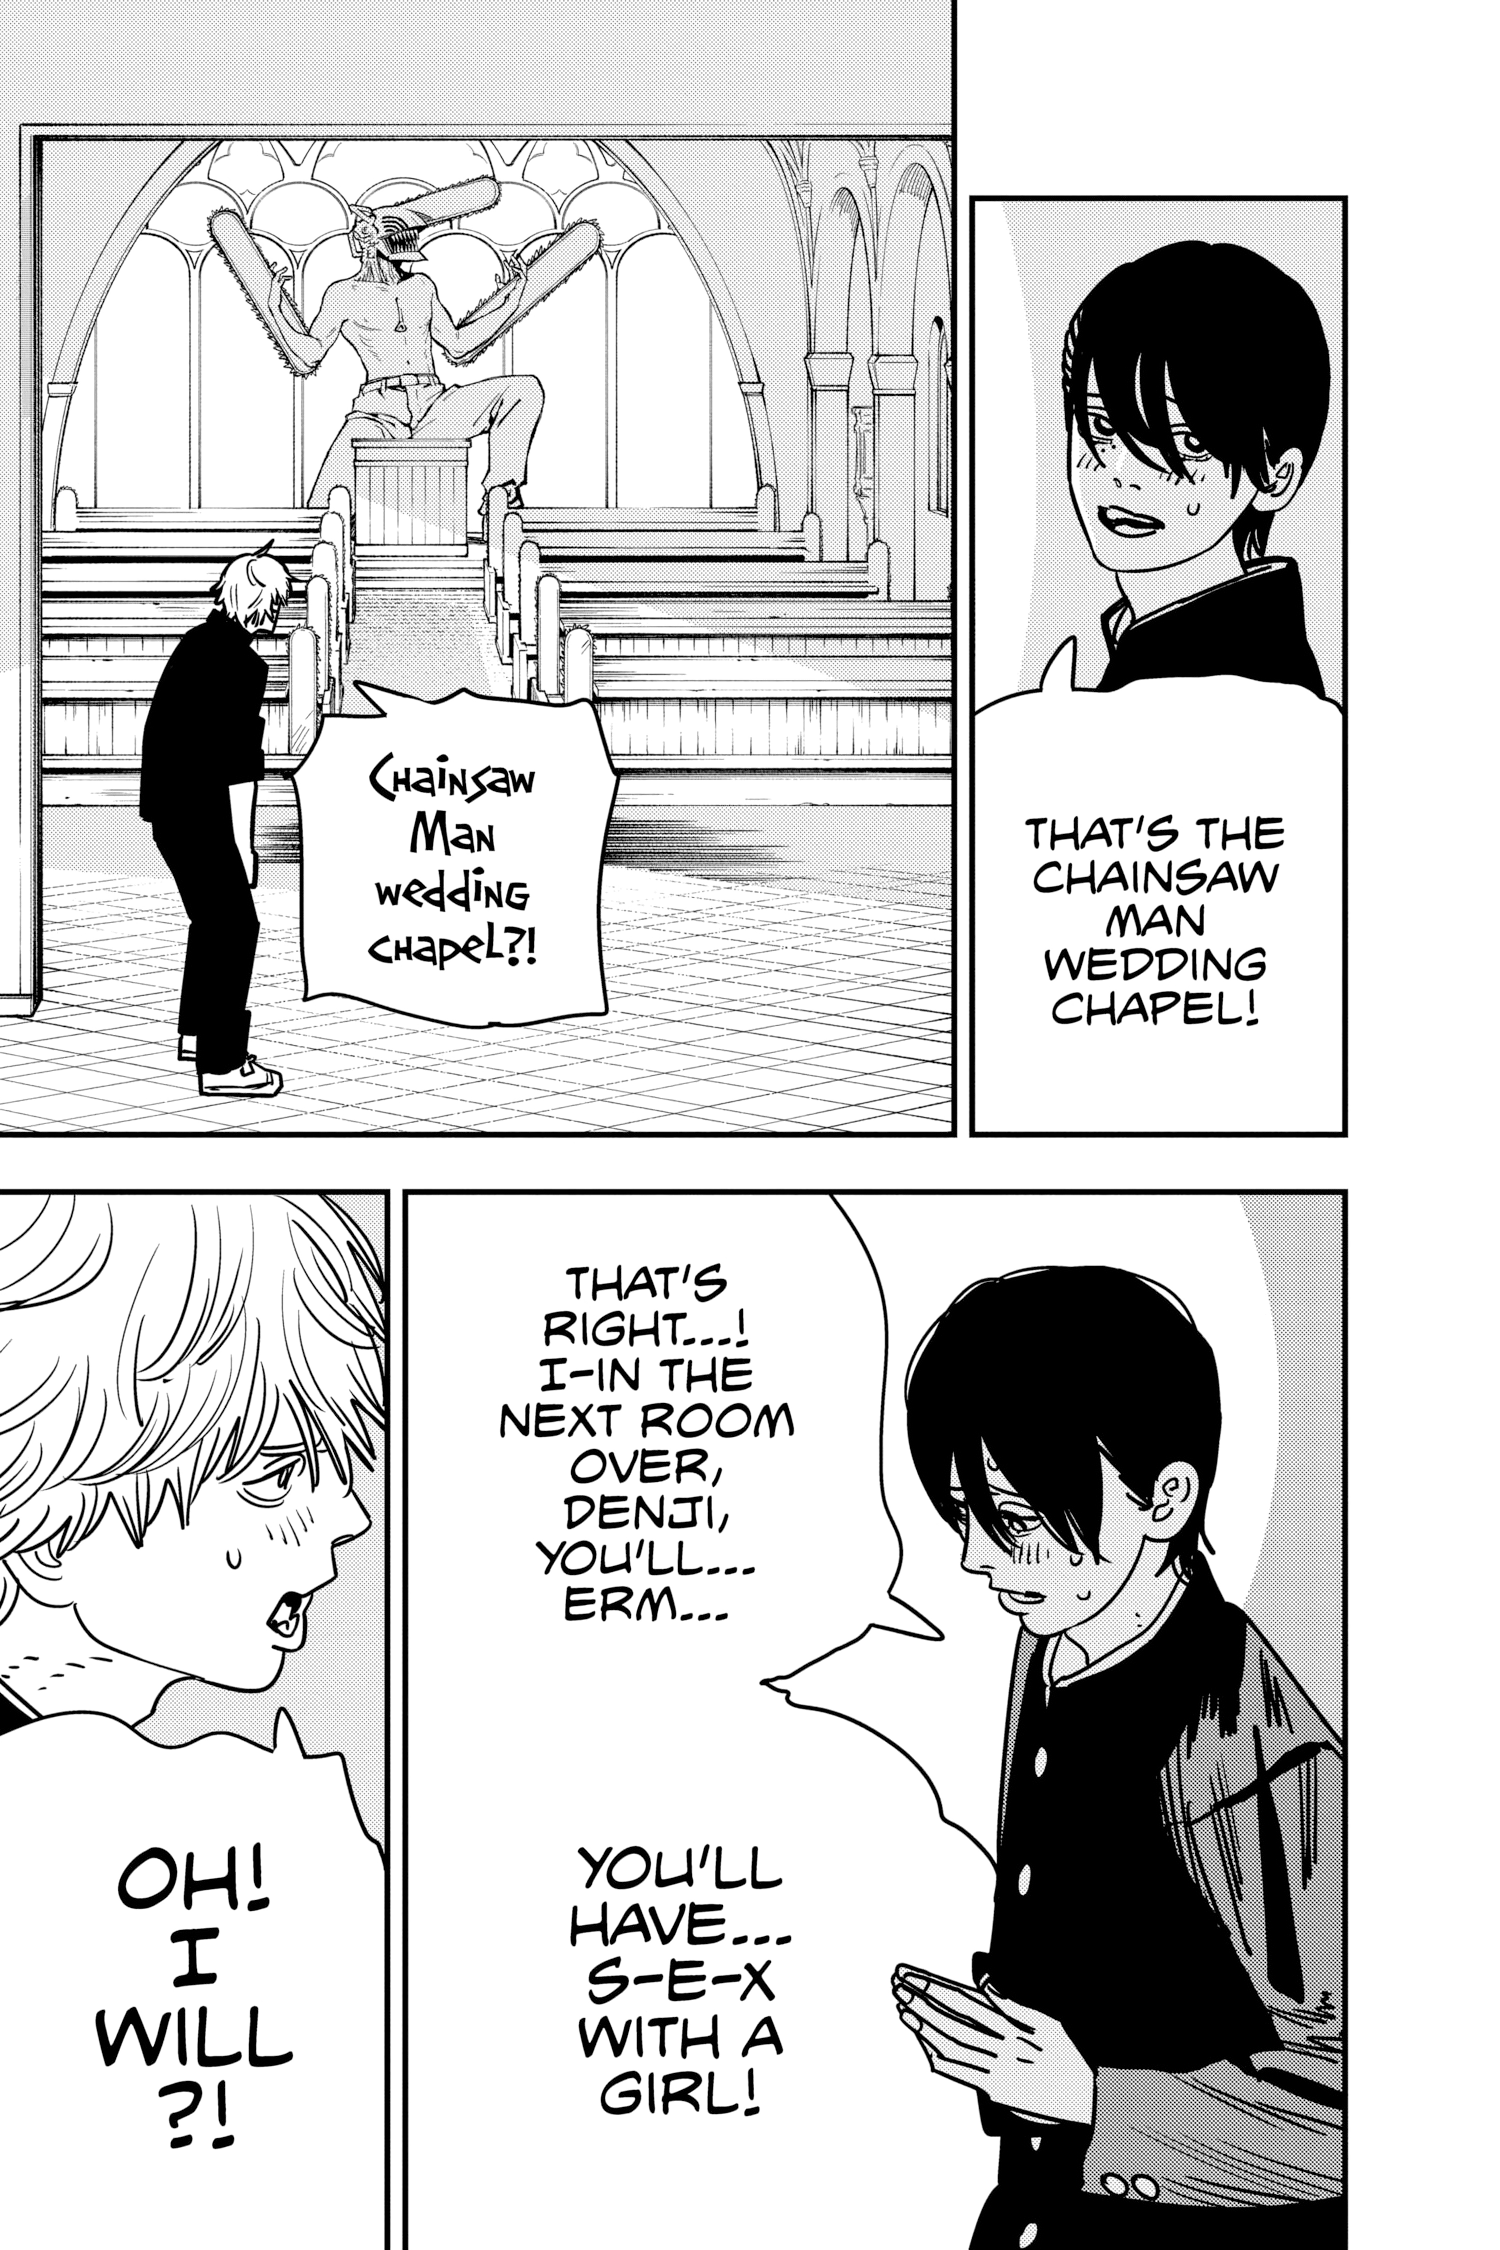 THAT'S THE
CHAINSAW
MAN
WEDDING
CHAPEL!
Chainsaw
Man
wedding
chapel?!
THAT'S
RIGHT...!
I-IN THE
NEXT ROOM
OVER,
DENJI,
YOU'LL...
ERM...
YOU'LL
HAVE...
S-E-X
WITH A
GIRL!
OH!
I
WILL
?!